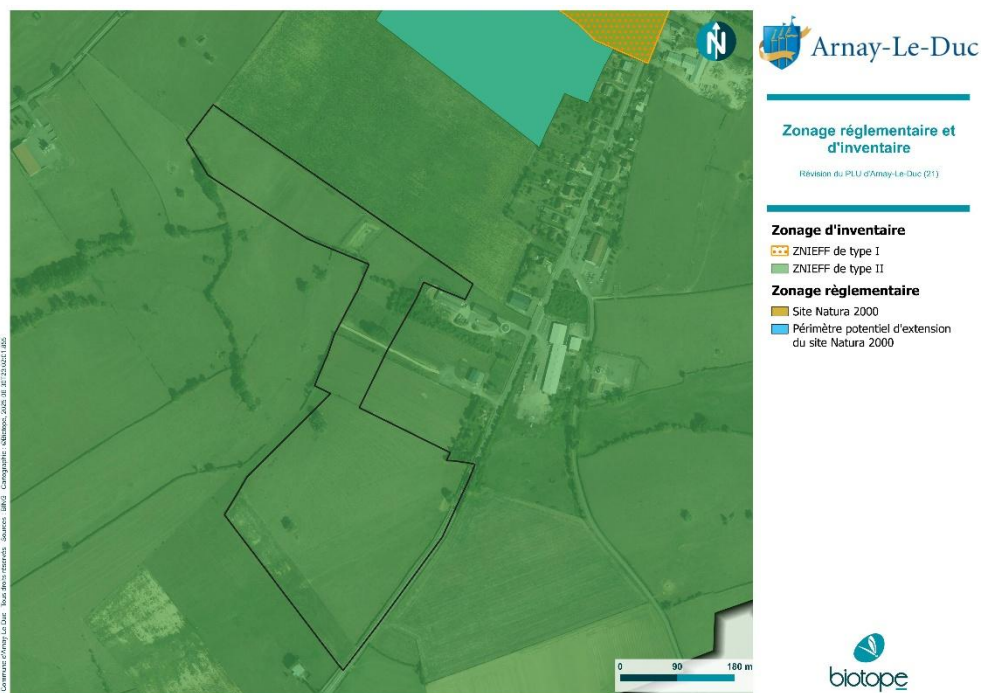 N
Arnay-Le-Duc
Zonage réglementaire et
d'inventaire
Révision du PLU d'Arnay-Le-Duc (21)
Zonage d'inventaire
ZNIEFF de type I
ZNIEFF de type II
Zonage règlementaire
Site Natura 2000
Périmètre potentiel d'extension
du site Natura 2000
0 90 180 m
biotope